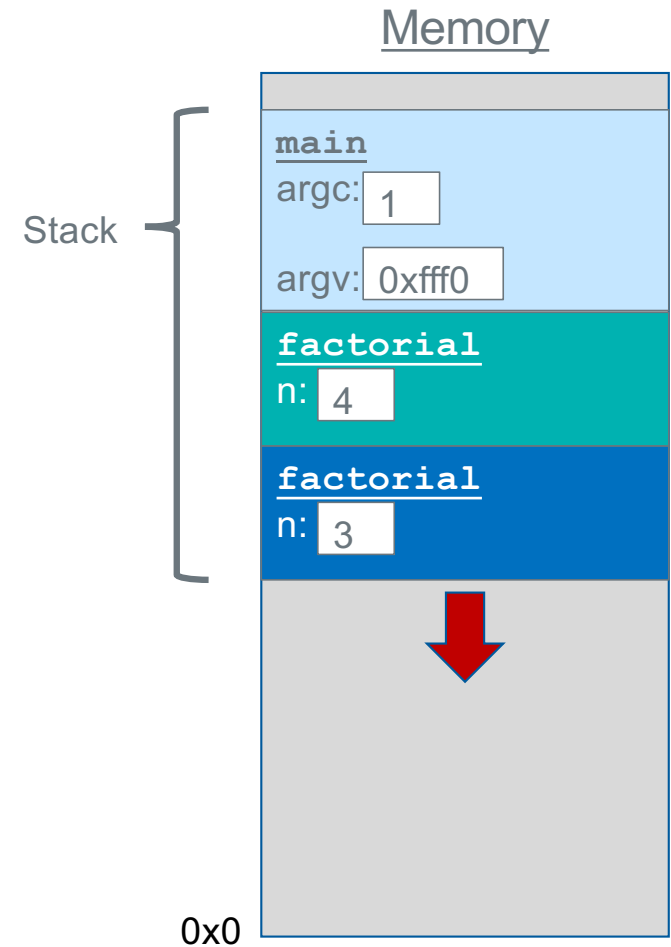 Memory
Stack
main
argc: 1
argv: 0xfff0
factorial
n: 4
factorial
n: 3
0x0